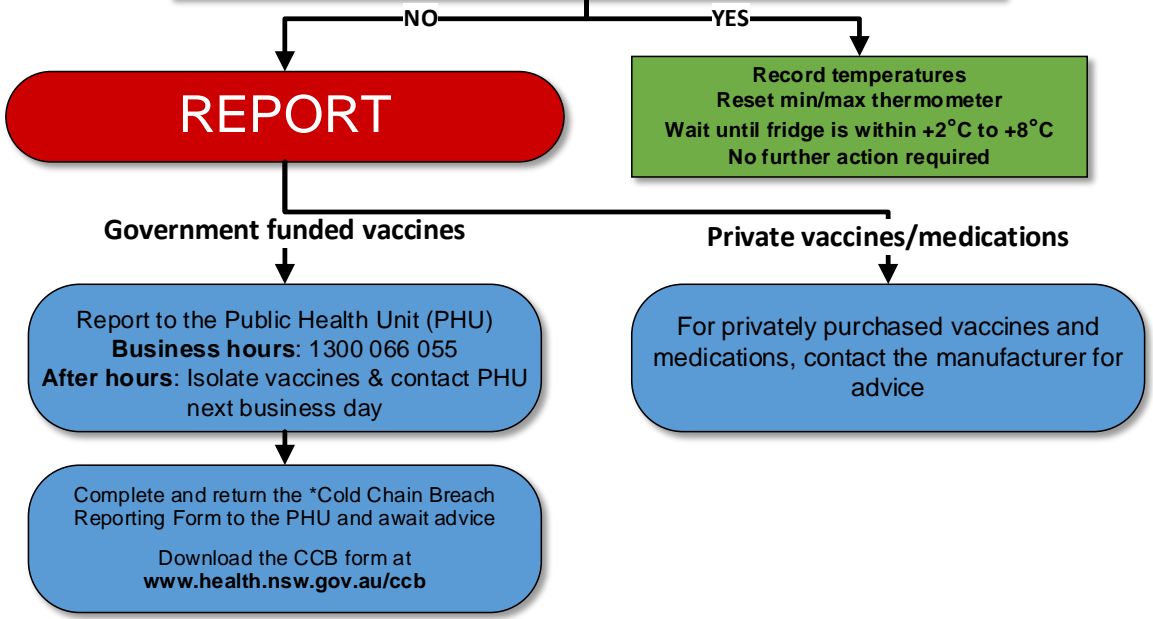 NO
YES
REPORT
Record temperatures
Reset min/max thermometer
Wait until fridge is within +2°C to +8°C
No further action required
Government funded vaccines
Private vaccines/medications
Report to the Public Health Unit (PHU)
Business hours: 1300 066 055
After hours: Isolate vaccines & contact PHU
next business day
For privately purchased vaccines and
medications, contact the manufacturer for
advice
Complete and return the *Cold Chain Breach
Reporting Form to the PHU and await advice
Download the CCB form at
www.health.nsw.gov.au/ccb